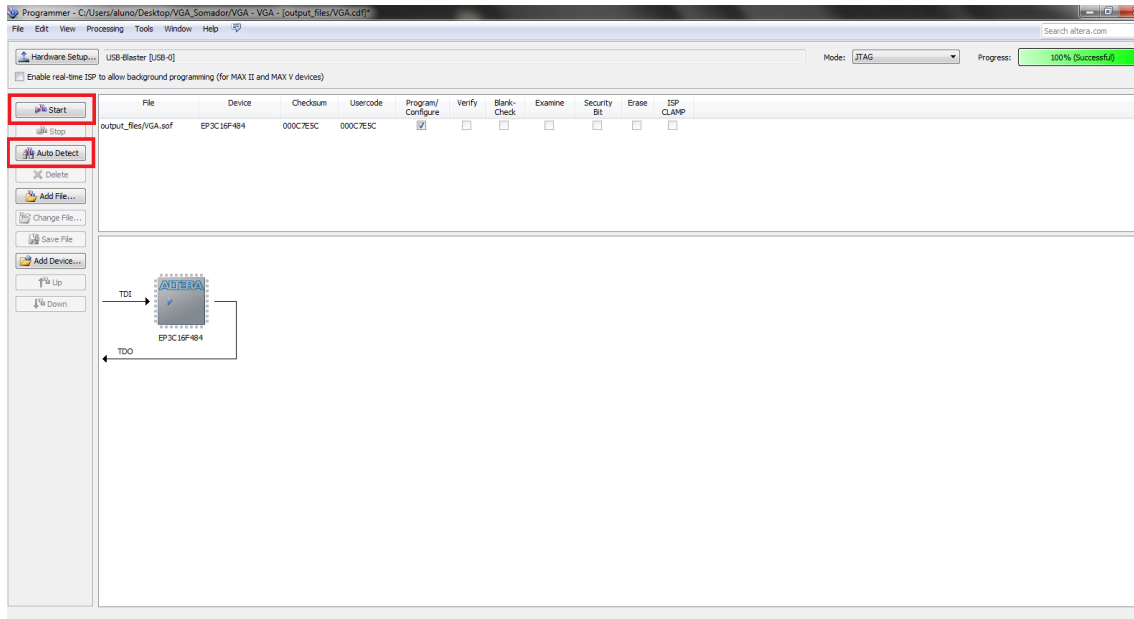 Programmer - C:/Users/aluno/Desktop/VGA_Somador/VGA - VGA - [output_files/VGA.cdf]*
File Edit View Processing Tools Window Help
Search altera.com
Hardware Setup... USB-Blaster [USB-0] Mode: JTAG Progress: 100% (Successful)
Enable real-time ISP to allow background programming (for MAX II and MAX V devices)
Start
Stop
Auto Detect
Delete
Add File...
Change File...
Save File
Add Device...
Up
Down
File Device Checksum Usercode Program/ Verify Blank- Examine Security Erase ISP
Configure Check Bit CLAMP
output_files/VGA.sof EP3C16F484 000C7E5C 000C7E5C
TDI
ALTERA
EP3C16F484
TDO